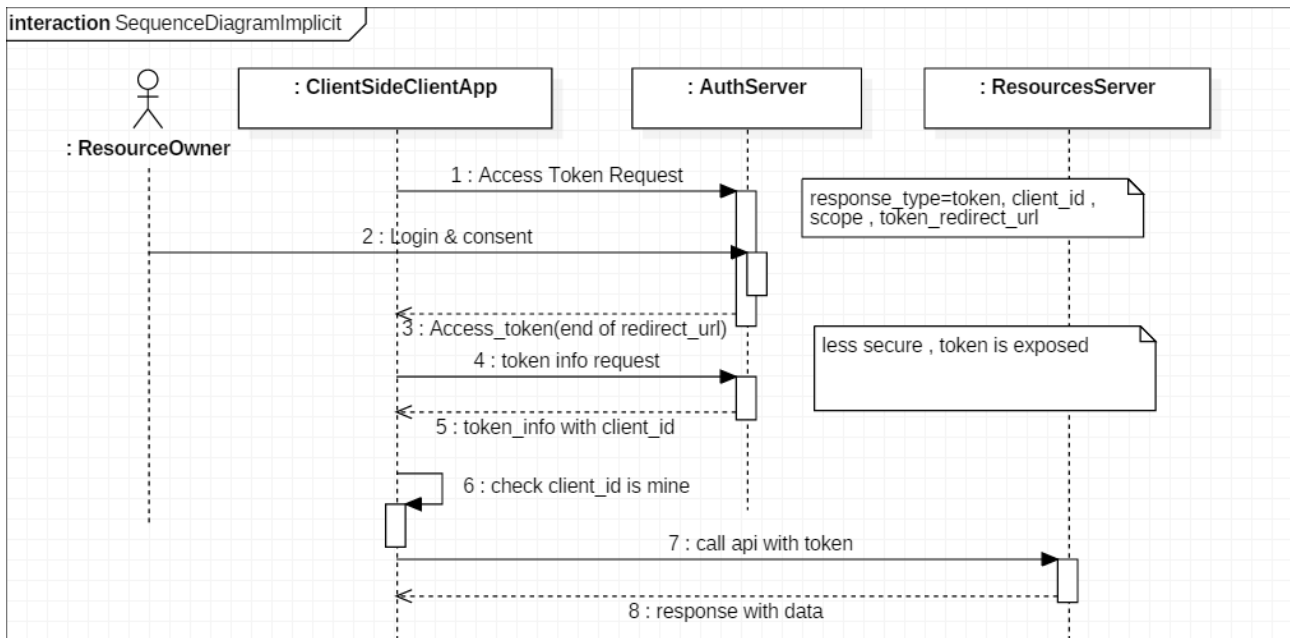 interaction SequenceDiagramImplicit
: ClientSideClientApp
: AuthServer
: ResourcesServer
: ResourceOwner
1 : Access Token Request
response_type=token, client_id ,
scope , token_redirect_url
2 : Login & consent
3 : Access_token(end of redirect_url)
less secure , token is exposed
4 : token info request
5 : token_info with client_id
6 : check client_id is mine
7 : call api with token
8 : response with data